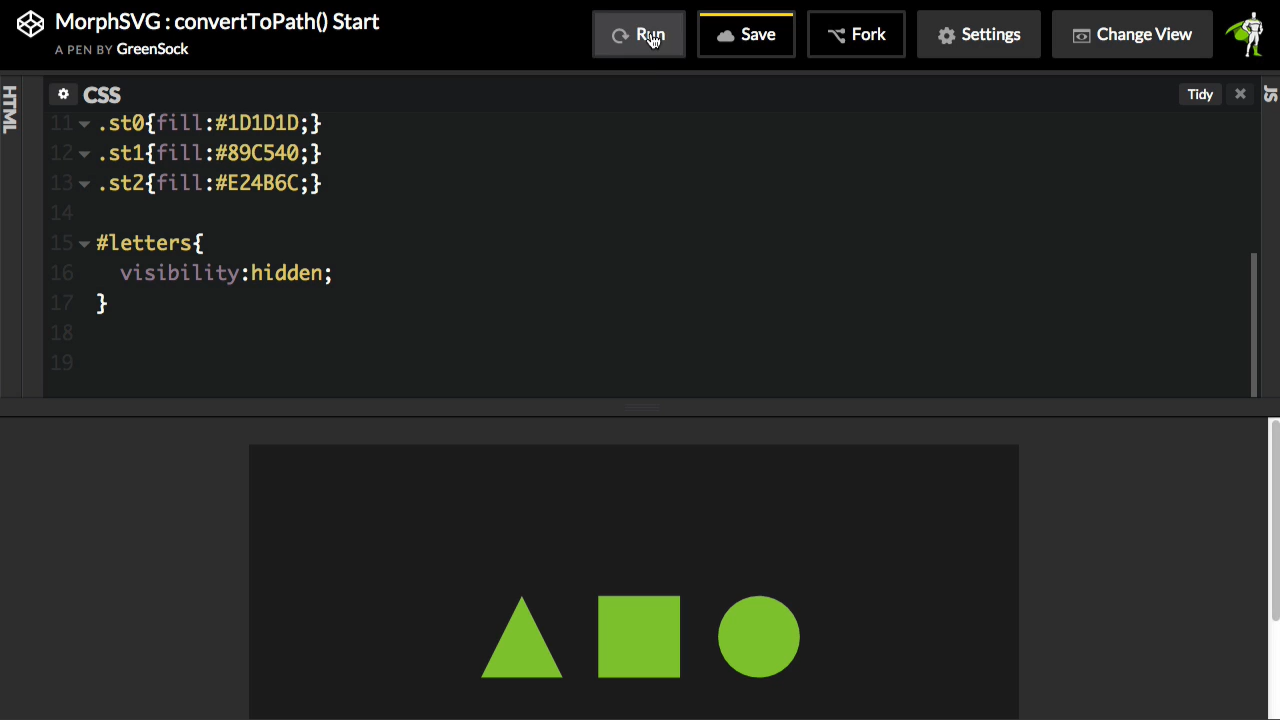 MorphSVG : convertToPath() Start
A PEN BY GreenSock
Run
Save
Fork
Settings
Change View
HTML
CSS
Tidy
JS
11 .st0{fill:#1D1D1D;}
12 .st1{fill:#89C540;}
13 .st2{fill:#E24B6C;}
14
15 #letters{
16 visibility:hidden;
17 }
18
19